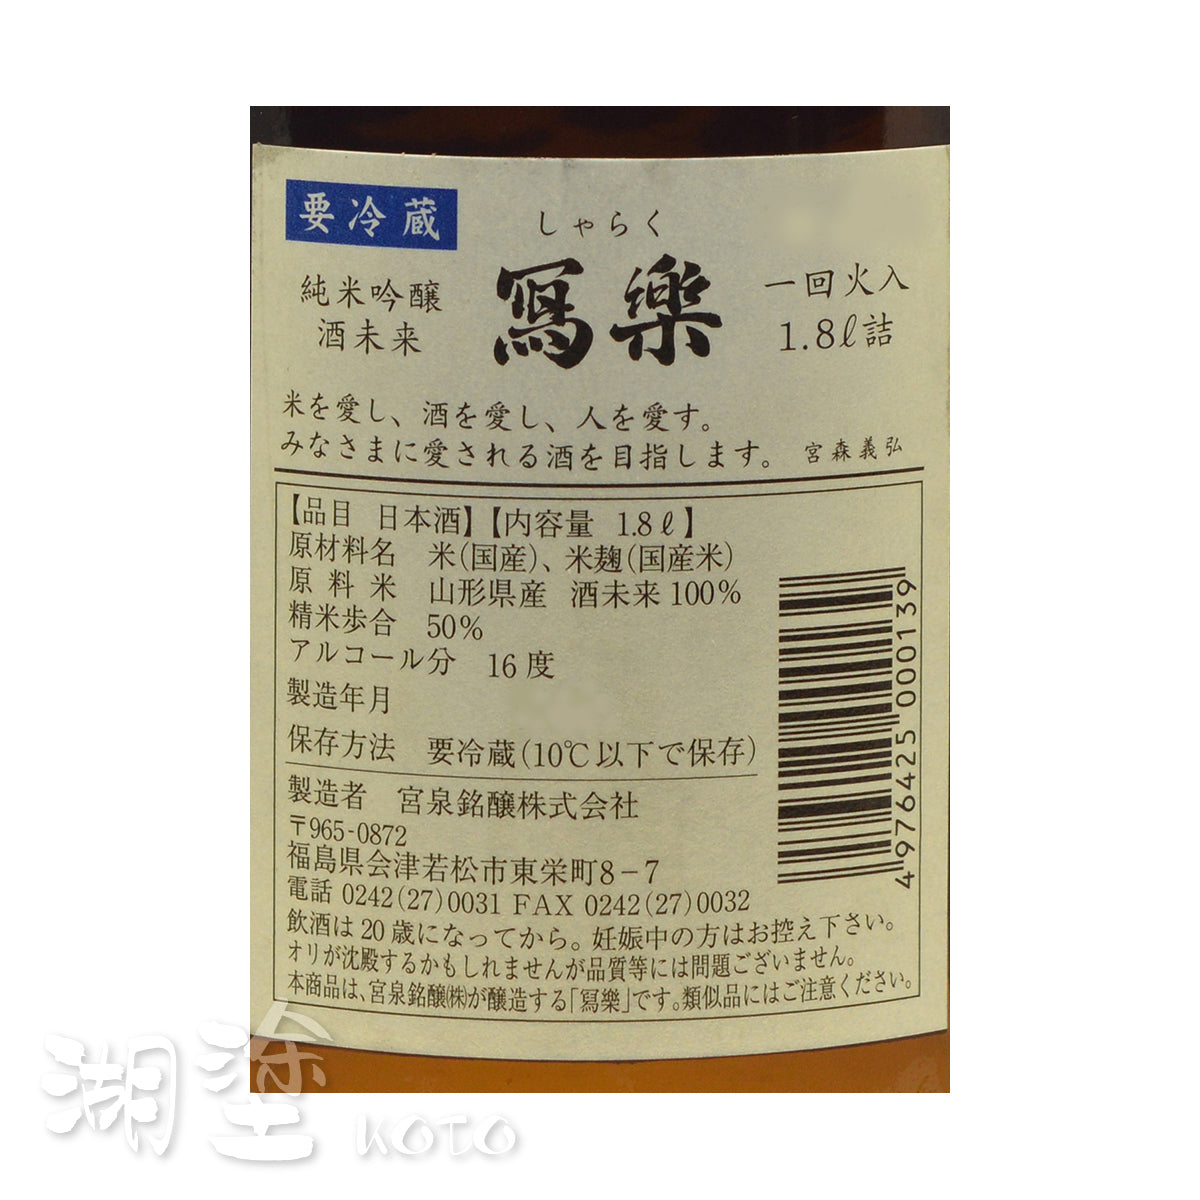 要冷蔵
しゃらく
純米吟醸
酒未来
冩樂
一回火入
1.8ℓ詰
米を愛し、酒を愛し、人を愛す。
みなさまに愛される酒を目指します。 宮森義弘
【品目 日本酒】【内容量 1.8ℓ】
原材料名 米(国産)、米麹(国産米)
原料米 山形県産 酒未来100%
精米歩合 50%
アルコール分 16度
製造年月
保存方法 要冷蔵(10℃以下で保存)
製造者 宮泉銘醸株式会社
〒965-0872
福島県会津若松市東栄町8−7
電話 0242(27)0031 FAX 0242(27)0032
飲酒は20歳になってから。妊娠中の方はお控え下さい。
オリが沈殿するかもしれませんが品質等には問題ございません。
本商品は、宮泉銘醸㈱が醸造する「冩樂」です。類似品にはご注意ください。
4976425000139
湖塗 KOTO